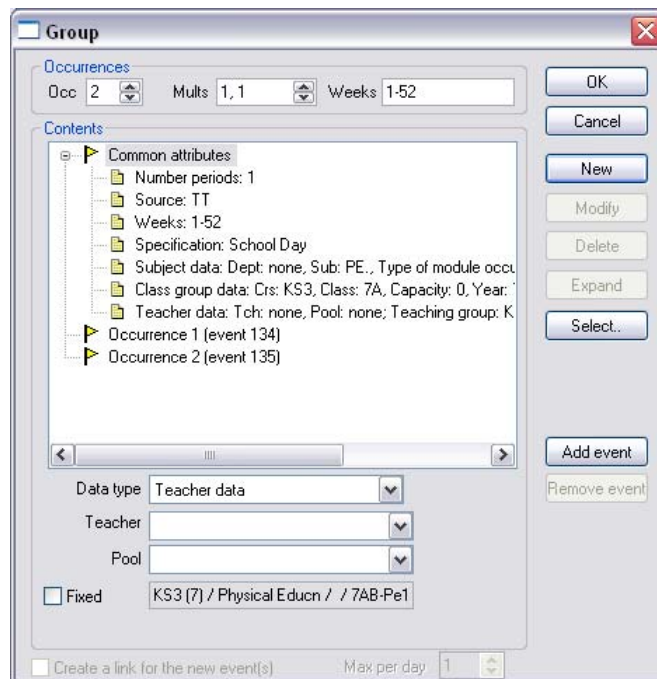 Group
Occurrences
Occ 2 Mults 1, 1 Weeks 1-52
OK
Cancel
Contents
Common attributes
Number periods: 1
Source: TT
Weeks: 1-52
Specification: School Day
Subject data: Dept: none, Sub: PE., Type of module occu
Class group data: Crs: KS3, Class: 7A, Capacity: 0, Year:
Teacher data: Tch: none, Pool: none; Teaching group: K
Occurrence 1 (event 134)
Occurrence 2 (event 135)
New
Modify
Delete
Expand
Select..
Add event
Remove event
Data type Teacher data
Teacher
Pool
Fixed KS3 (7) / Physical Educn / / 7AB-Pe1
Create a link for the new event(s) Max per day 1